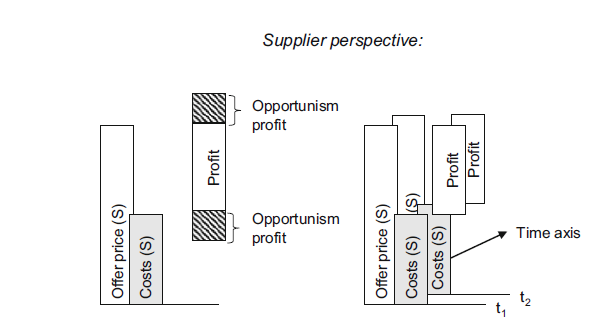 Supplier perspective:
Opportunism
profit
Profit
Opportunism
profit
Offer price (S)
Costs (S)
Offer price (S)
Costs (S)
(S)
Costs (S)
Profit
Profit
Time axis
t2
t1